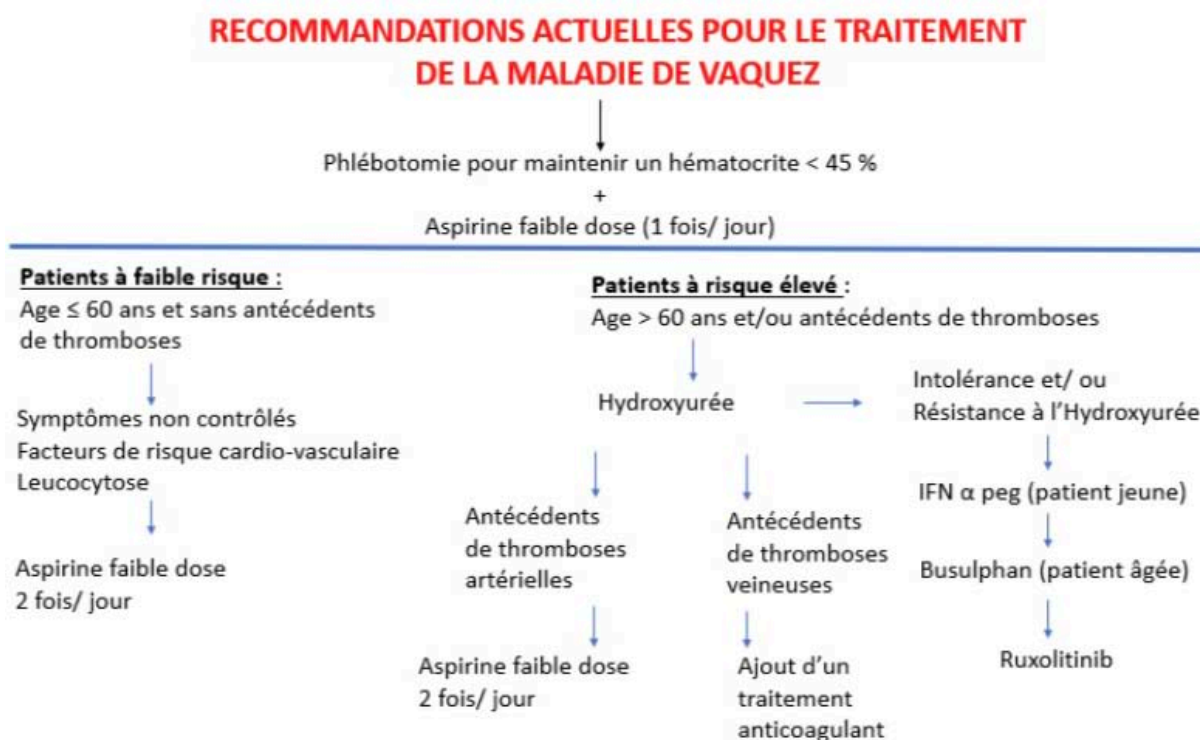 RECOMMANDATIONS ACTUELLES POUR LE TRAITEMENT
DE LA MALADIE DE VAQUEZ
Phlébotomie pour maintenir un hématocrite < 45 %
+
Aspirine faible dose (1 fois/ jour)
Patients à faible risque :
Age ≤ 60 ans et sans antécédents
de thromboses
Symptômes non contrôlés
Facteurs de risque cardio-vasculaire
Leucocytose
Aspirine faible dose
2 fois/ jour
Patients à risque élevé :
Age > 60 ans et/ou antécédents de thromboses
Hydroxyurée
Antécédents
de thromboses
artérielles
Aspirine faible dose
2 fois/ jour
Antécédents
de thromboses
veineuses
Ajout d’un
traitement
anticoagulant
Intolérance et/ ou
Résistance à l’Hydroxyurée
IFN α peg (patient jeune)
Busulphan (patient âgée)
Ruxolitinib